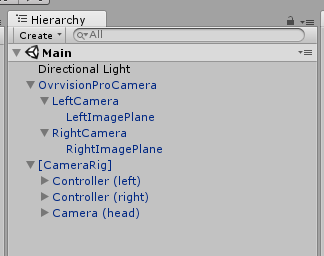 Hierarchy
Create All
Main
Directional Light
OvrvisionProCamera
LeftCamera
LeftImagePlane
RightCamera
RightImagePlane
[CameraRig]
Controller (left)
Controller (right)
Camera (head)